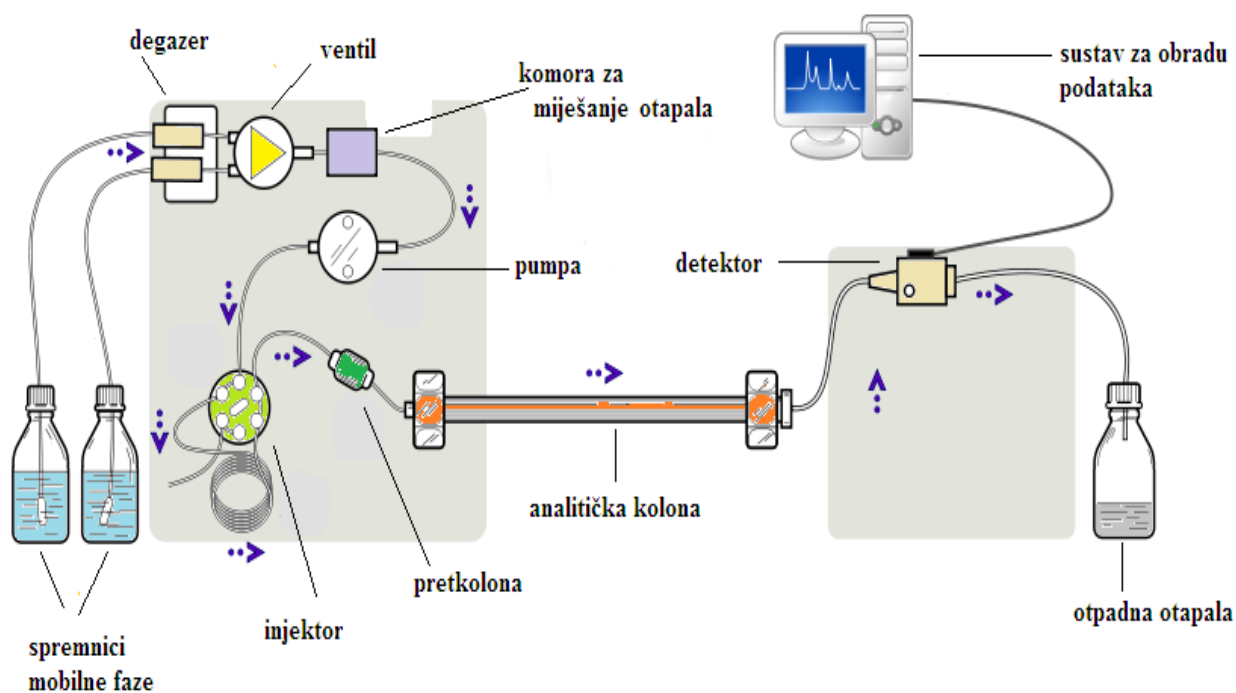 degazer
ventil
komora za
miješanje otapala
sustav za obradu
podataka
pumpa
detektor
analitička kolona
pretkolona
injektor
otpadna otapala
spremnici
mobilne faze